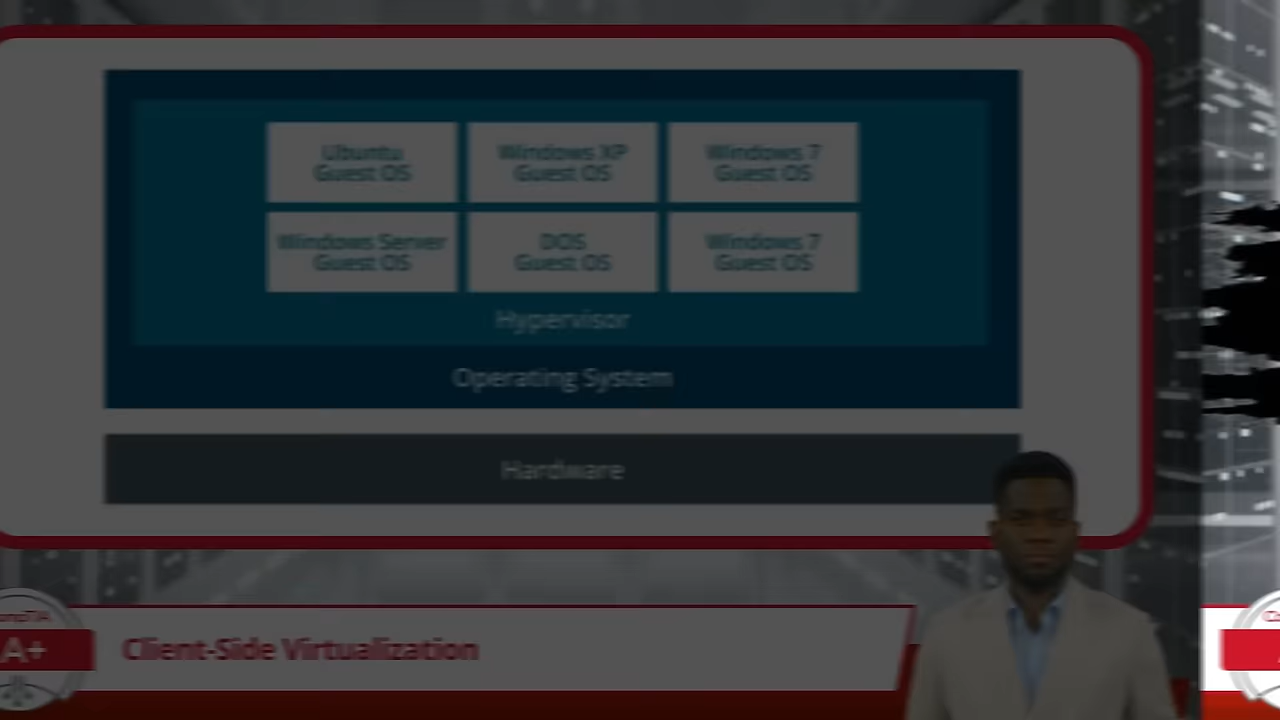 Ubuntu
Guest OS
Windows XP
Guest OS
Windows 7
Guest OS
Windows Server
Guest OS
DOS
Guest OS
Windows 7
Guest OS
Hypervisor
Operating System
Hardware
CompTIA
A+
Client-Side Virtualization